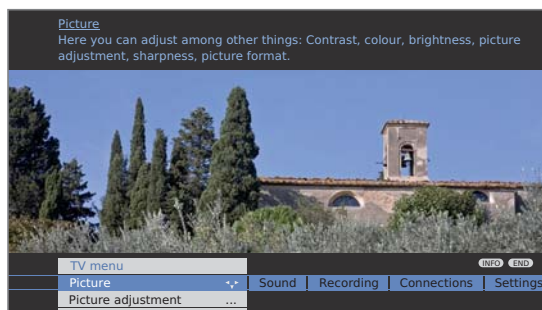 Picture
Here you can adjust among other things: Contrast, colour, brightness, picture
adjustment, sharpness, picture format.
TV menu
INFO END
Picture Sound Recording Connections Settings
Picture adjustment ...